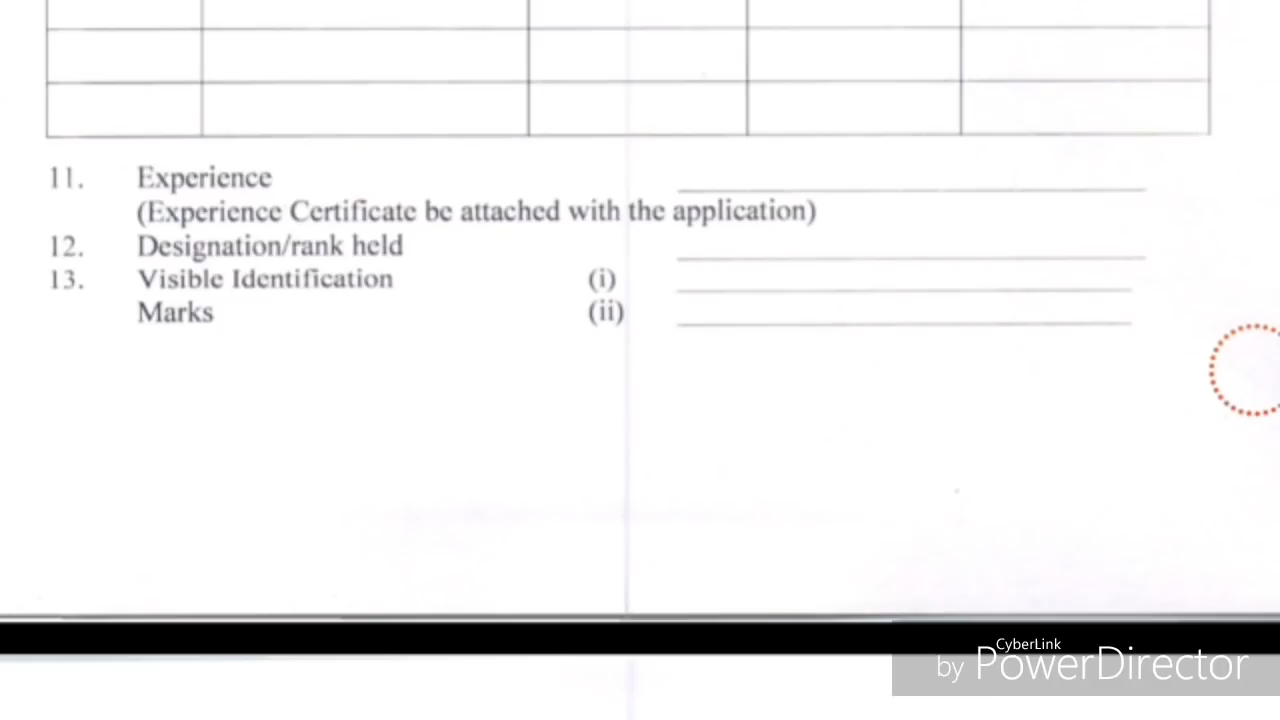 11. Experience
(Experience Certificate be attached with the application)
12. Designation/rank held
13. Visible Identification (i)
Marks (ii)
CyberLink
by PowerDirector